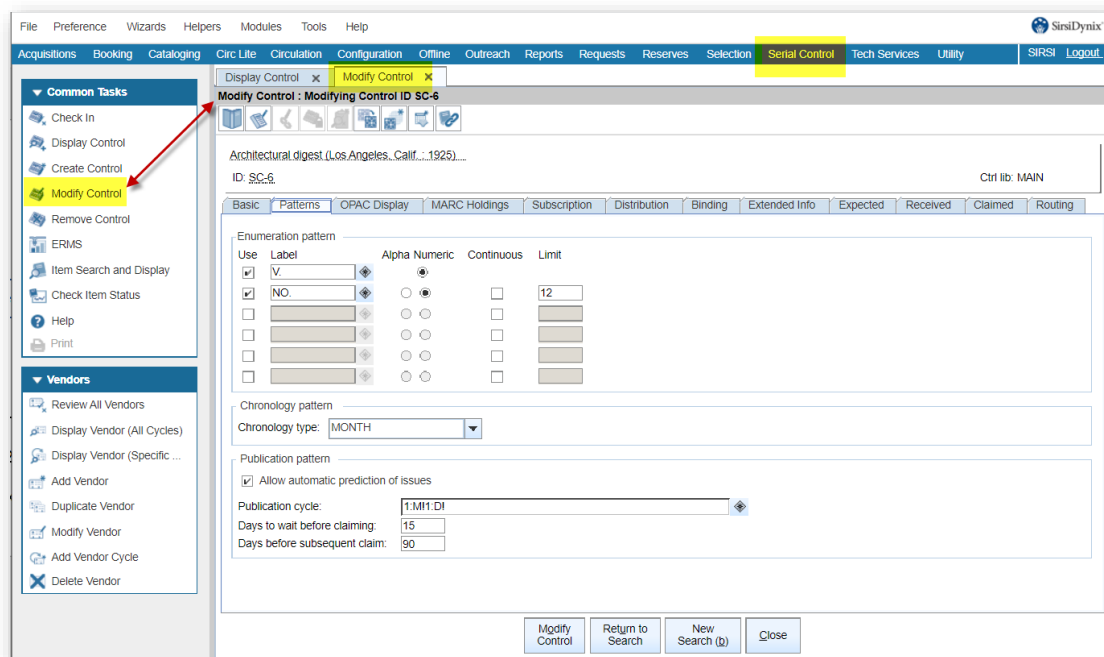 File Preference Wizards Helpers Modules Tools Help
SirsiDynix
Acquisitions Booking Cataloging Circ Lite Circulation Configuration Offline Outreach Reports Requests Reserves Selection Serial Control Tech Services Utility SIRSI Logout
Common Tasks
Check In
Display Control
Create Control
Modify Control
Remove Control
ERMS
Item Search and Display
Check Item Status
Help
Print
Vendors
Review All Vendors
Display Vendor (All Cycles)
Display Vendor (Specific ...
Add Vendor
Duplicate Vendor
Modify Vendor
Add Vendor Cycle
Delete Vendor
Display Control x Modify Control x
Modify Control : Modifying Control ID SC-6
Architectural digest (Los Angeles, Calif. : 1925)...
ID: SC-6 Ctrl lib: MAIN
Basic Patterns OPAC Display MARC Holdings Subscription Distribution Binding Extended Info Expected Received Claimed Routing
Enumeration pattern
Use Label Alpha Numeric Continuous Limit
V.
NO. 12
Chronology pattern
Chronology type: MONTH
Publication pattern
Allow automatic prediction of issues
Publication cycle: 1:M!1:D!
Days to wait before claiming: 15
Days before subsequent claim: 90
Modify Control
Return to Search
New Search (b)
Close